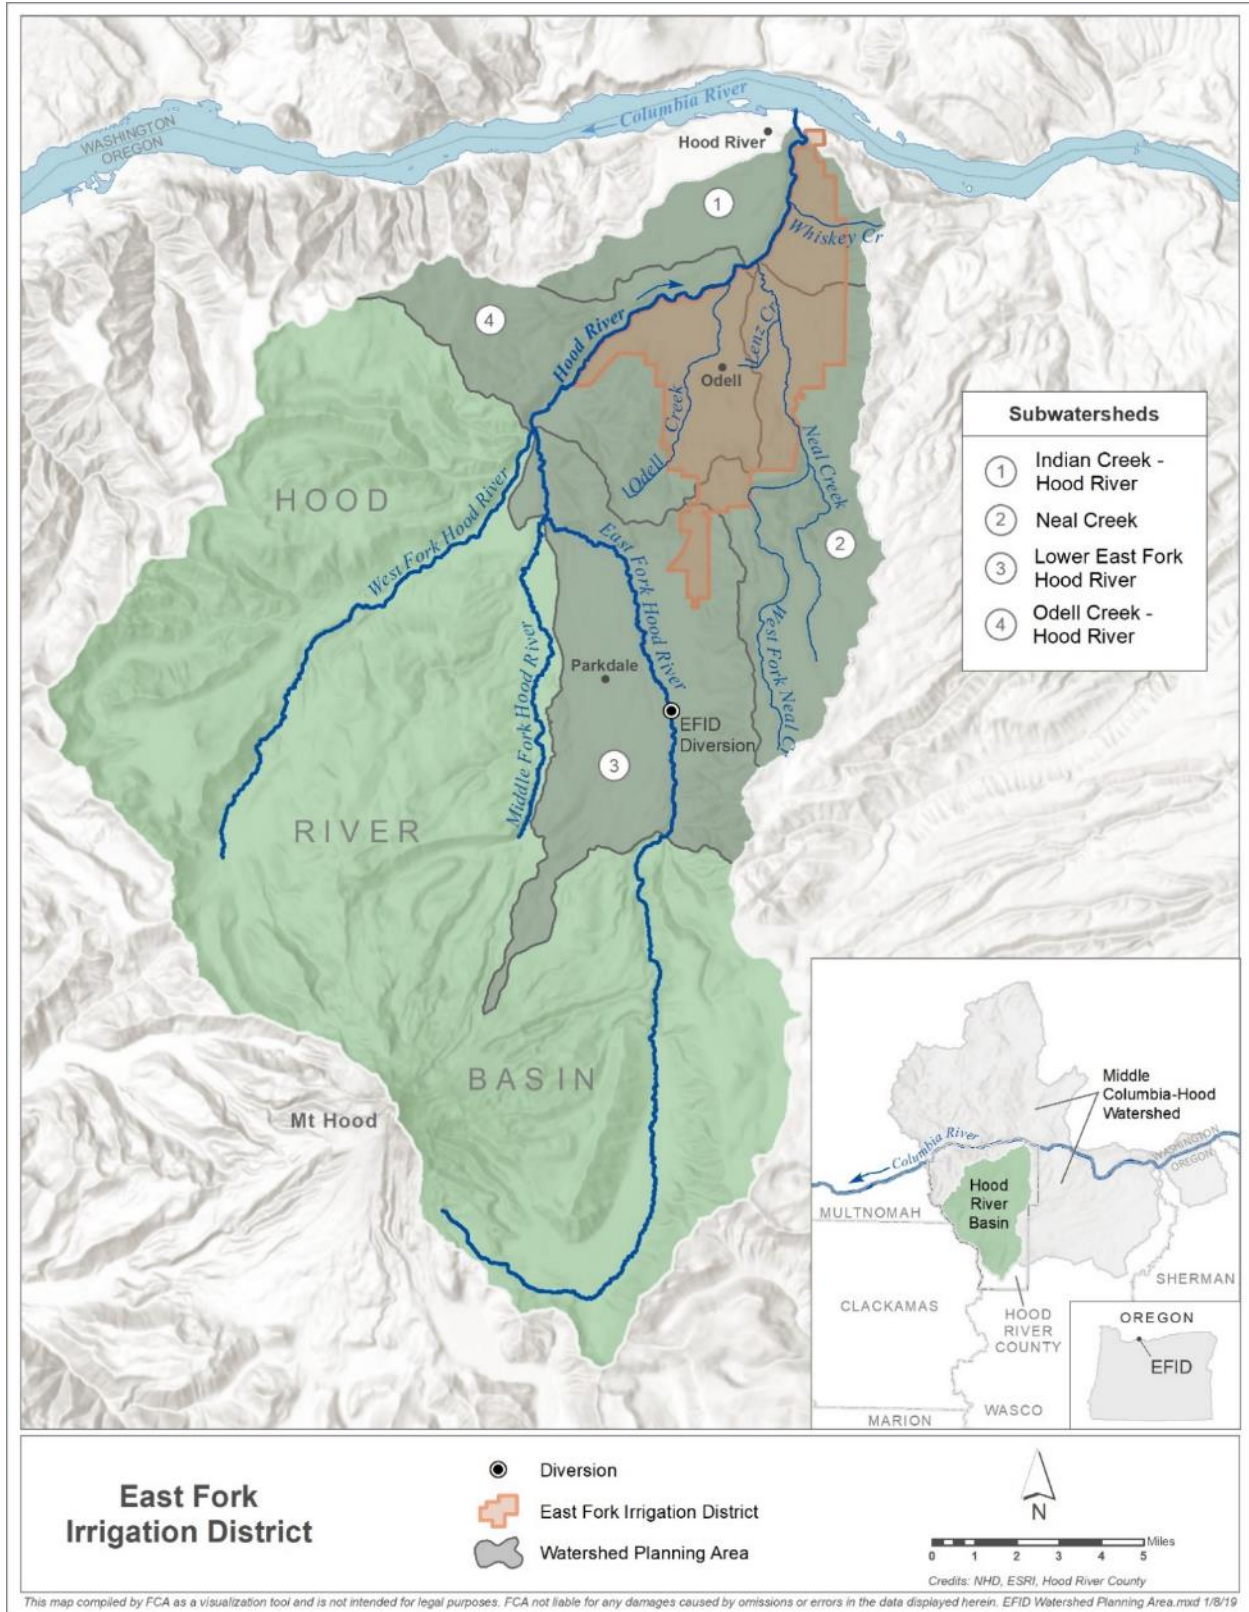 Columbia River
WASHINGTON
OREGON
Hood River
1
Whiskey Cr
4
Hood River
Lenz Cr
Odell
Creek
Odell
Neal Creek
HOOD
West Fork Hood River
East Fork Hood River
2
West Fork Neal Cr
Middle Fork Hood River
Parkdale
EFID
Diversion
3
RIVER
BASIN
Mt Hood
Subwatersheds
1 Indian Creek -
Hood River
2 Neal Creek
3 Lower East Fork
Hood River
4 Odell Creek -
Hood River
Middle
Columbia-Hood
Watershed
Columbia River
WASHINGTON
OREGON
Hood
River
Basin
MULTNOMAH
SHERMAN
CLACKAMAS
HOOD
RIVER
COUNTY
OREGON
EFID
WASCO
MARION
East Fork
Irrigation District
Diversion
East Fork Irrigation District
Watershed Planning Area
N
Miles
0 1 2 3 4 5
Credits: NHD, ESRI, Hood River County
This map compiled by FCA as a visualization tool and is not intended for legal purposes. FCA not liable for any damages caused by omissions or errors in the data displayed herein. EFID Watershed Planning Area.mxd 1/8/19